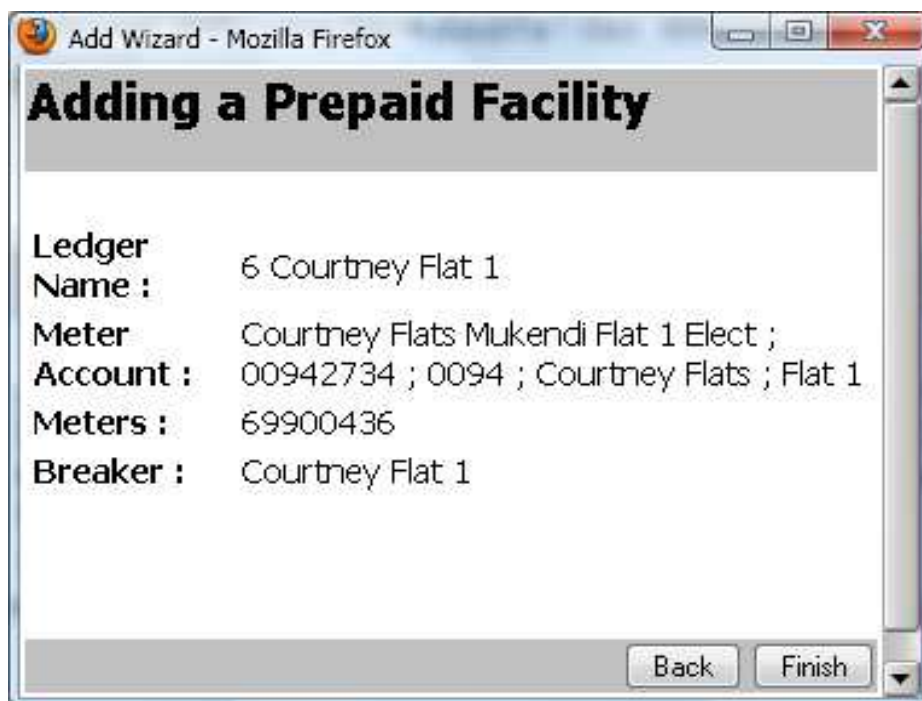 Add Wizard - Mozilla Firefox
Adding a Prepaid Facility
Ledger
Name :
6 Courtney Flat 1
Meter
Account :
Courtney Flats Mukendi Flat 1 Elect ;
00942734 ; 0094 ; Courtney Flats ; Flat 1
Meters :
69900436
Breaker :
Courtney Flat 1
Back
Finish